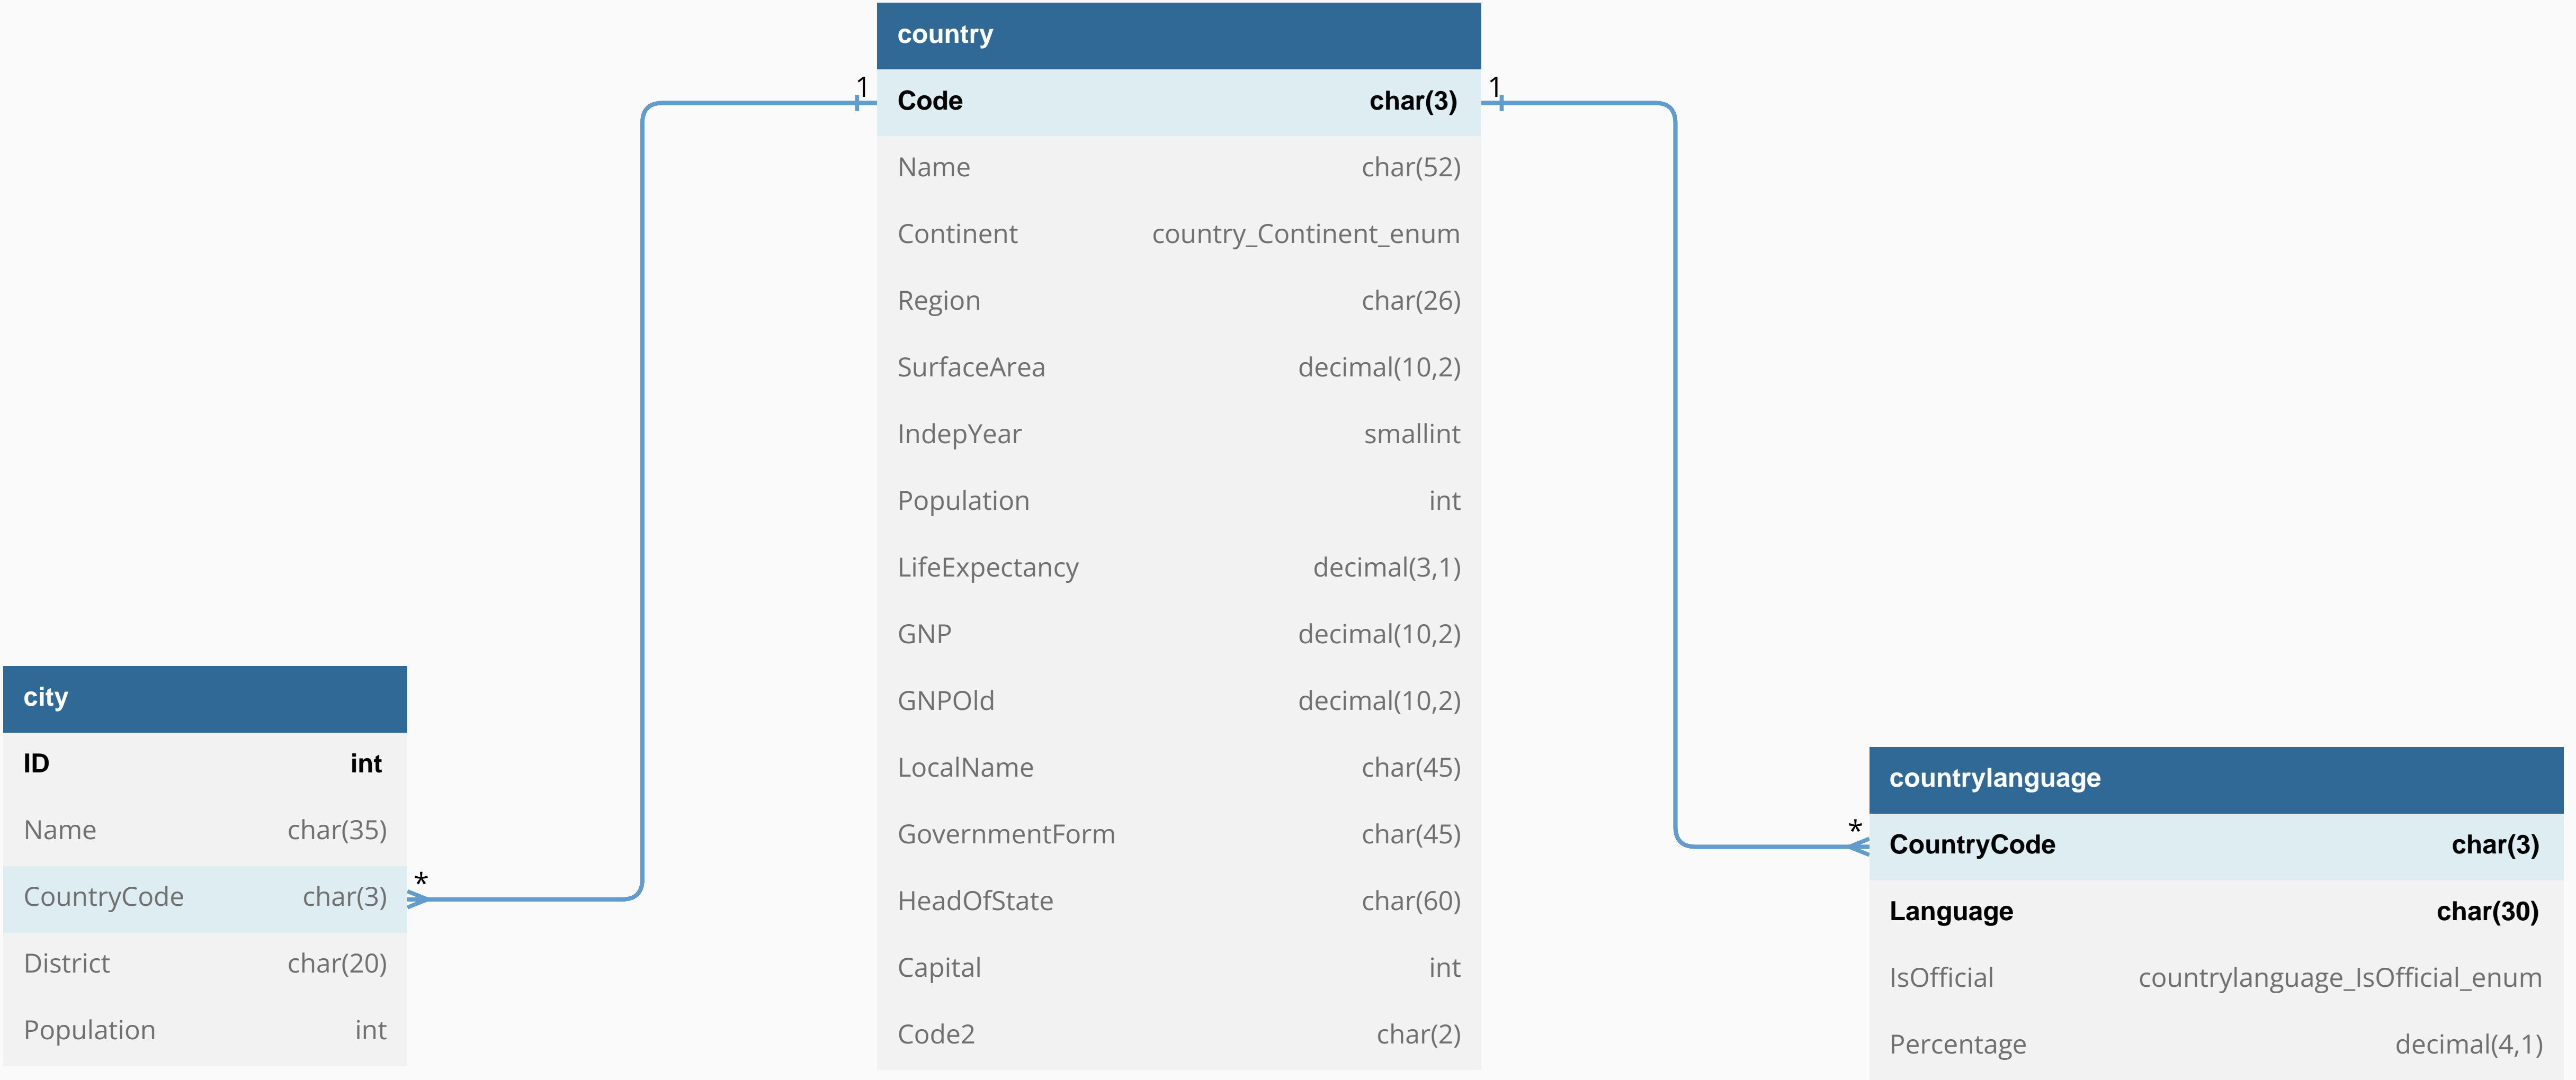 country
1
1
Code char(3)
Name char(52)
Continent country_Continent_enum
Region char(26)
SurfaceArea decimal(10,2)
IndepYear smallint
Population int
LifeExpectancy decimal(3,1)
GNP decimal(10,2)
GNPOld decimal(10,2)
LocalName char(45)
GovernmentForm char(45)
HeadOfState char(60)
Capital int
Code2 char(2)
city
ID int
Name char(35)
CountryCode char(3)
*
District char(20)
Population int
countrylanguage
*
CountryCode char(3)
Language char(30)
IsOfficial countrylanguage_IsOfficial_enum
Percentage decimal(4,1)